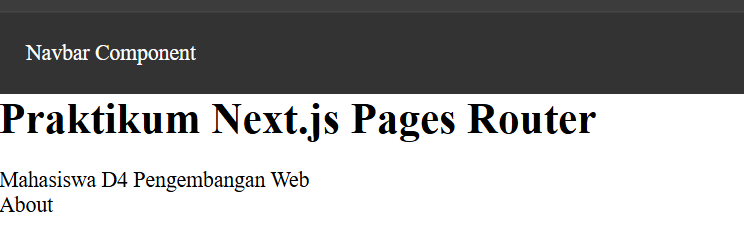 Navbar Component
Praktikum Next.js Pages Router
Mahasiswa D4 Pengembangan Web
About